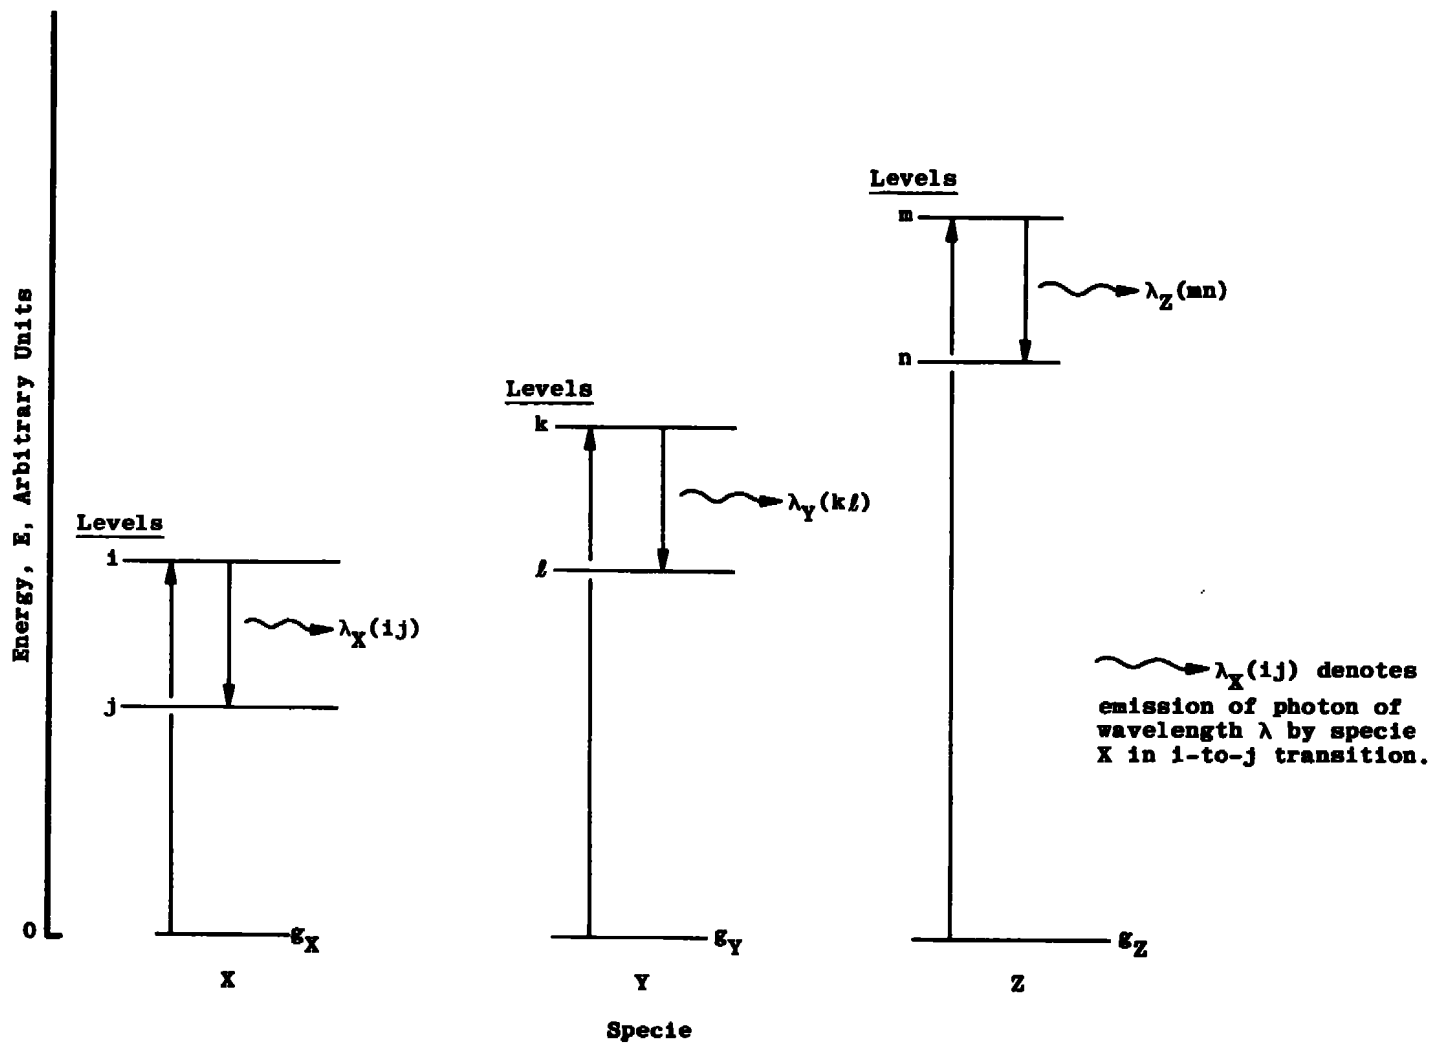 Energy, E, Arbitrary Units
0
Levels
i
j
λX(ij)
gX
X
Levels
k
ℓ
λY(kℓ)
gY
Y
Levels
m
n
λZ(mn)
gZ
Z
Specie
λX(ij) denotes
emission of photon of
wavelength λ by specie
X in i-to-j transition.